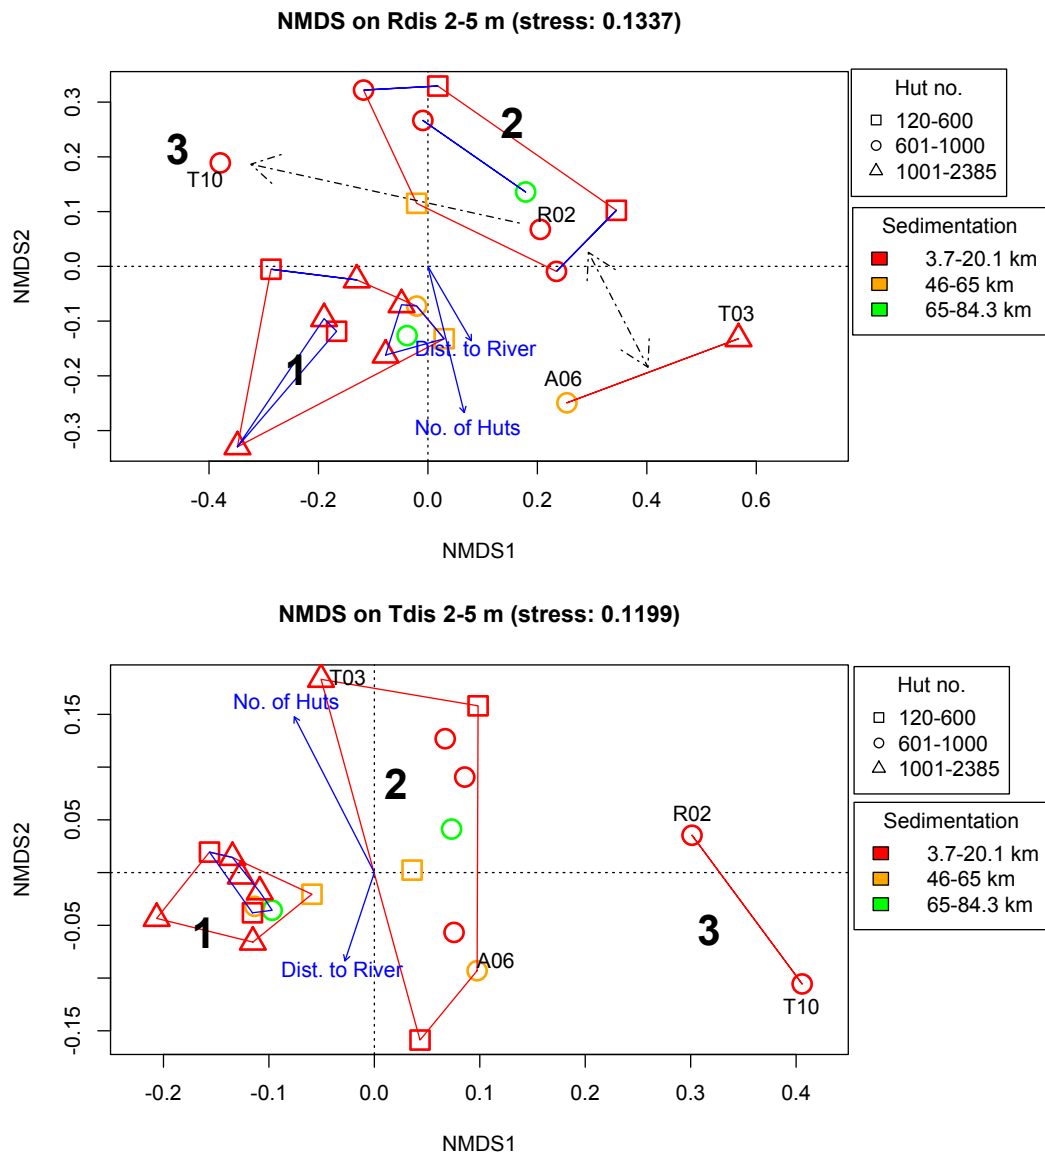 NMDS on Rdis 2-5 m (stress: 0.1337)
0.3
0.2
0.1
0.0
-0.1
-0.2
-0.3
NMDS2
3
T10
2
R02
T03
A06
1
Dist. to River
No. of Huts
-0.4
-0.2
0.0
0.2
0.4
0.6
NMDS1
Hut no.
120-600
601-1000
1001-2385
Sedimentation
3.7-20.1 km
46-65 km
65-84.3 km
NMDS on Tdis 2-5 m (stress: 0.1199)
0.15
0.05
-0.05
-0.15
NMDS2
T03
No. of Huts
2
R02
1
3
Dist. to River
A06
T10
-0.2
-0.1
0.0
0.1
0.2
0.3
0.4
NMDS1
Hut no.
120-600
601-1000
1001-2385
Sedimentation
3.7-20.1 km
46-65 km
65-84.3 km